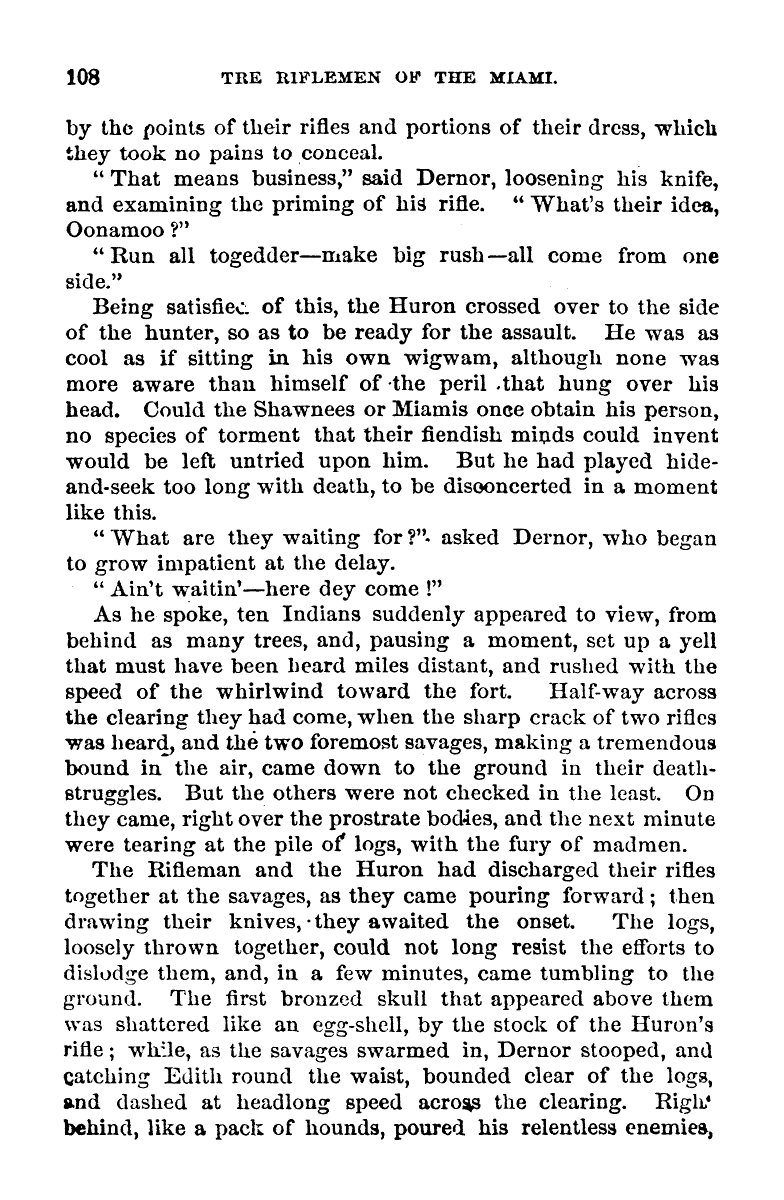 108 THE RIFLEMEN OF THE MIAMI.
by the points of their rifles and portions of their dress, which
they took no pains to conceal.
“ That means business,” said Dernor, loosening his knife,
and examining the priming of his rifle. “ What's their idea,
Oonamoo ?”
“ Run all togedder—make big rush—all come from one
side.”
Being satisfied of this, the Huron crossed over to the side
of the hunter, so as to be ready for the assault. He was as
cool as if sitting in his own wigwam, although none was
more aware than himself of the peril that hung over his
head. Could the Shawnees or Miamis once obtain his person,
no species of torment that their fiendish minds could invent
would be left untried upon him. But he had played hide-
and-seek too long with death, to be disconcerted in a moment
like this.
“ What are they waiting for ?” asked Dernor, who began
to grow impatient at the delay.
“ Ain't waitin'—here dey come !”
As he spoke, ten Indians suddenly appeared to view, from
behind as many trees, and, pausing a moment, set up a yell
that must have been heard miles distant, and rushed with the
speed of the whirlwind toward the fort. Half-way across
the clearing they had come, when the sharp crack of two rifles
was heard, and the two foremost savages, making a tremendous
bound in the air, came down to the ground in their death-
struggles. But the others were not checked in the least. On
they came, right over the prostrate bodies, and the next minute
were tearing at the pile of logs, with the fury of madmen.
The Rifleman and the Huron had discharged their rifles
together at the savages, as they came pouring forward ; then
drawing their knives, they awaited the onset. The logs,
loosely thrown together, could not long resist the efforts to
dislodge them, and, in a few minutes, came tumbling to the
ground. The first bronzed skull that appeared above them
was shattered like an egg-shell, by the stock of the Huron's
rifle ; while, as the savages swarmed in, Dernor stooped, and
catching Edith round the waist, bounded clear of the logs,
and dashed at headlong speed across the clearing. Right
behind, like a pack of hounds, poured his relentless enemies,